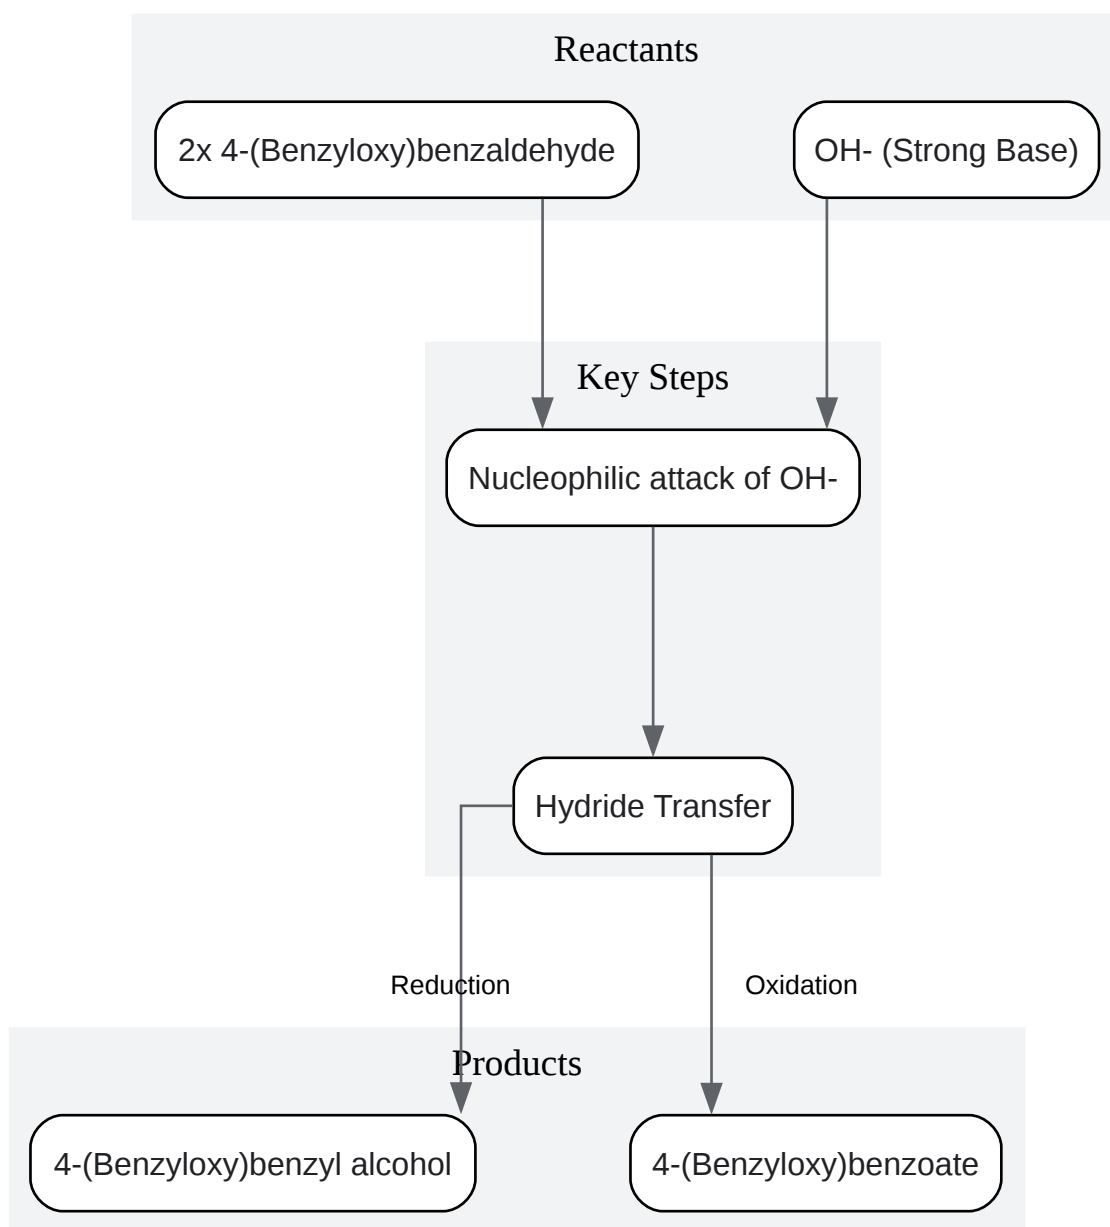 Reactants
2x 4-(Benzyloxy)benzaldehyde
OH- (Strong Base)
Key Steps
Nucleophilic attack of OH-
Hydride Transfer
Reduction
Oxidation
Products
4-(Benzyloxy)benzyl alcohol
4-(Benzyloxy)benzoate